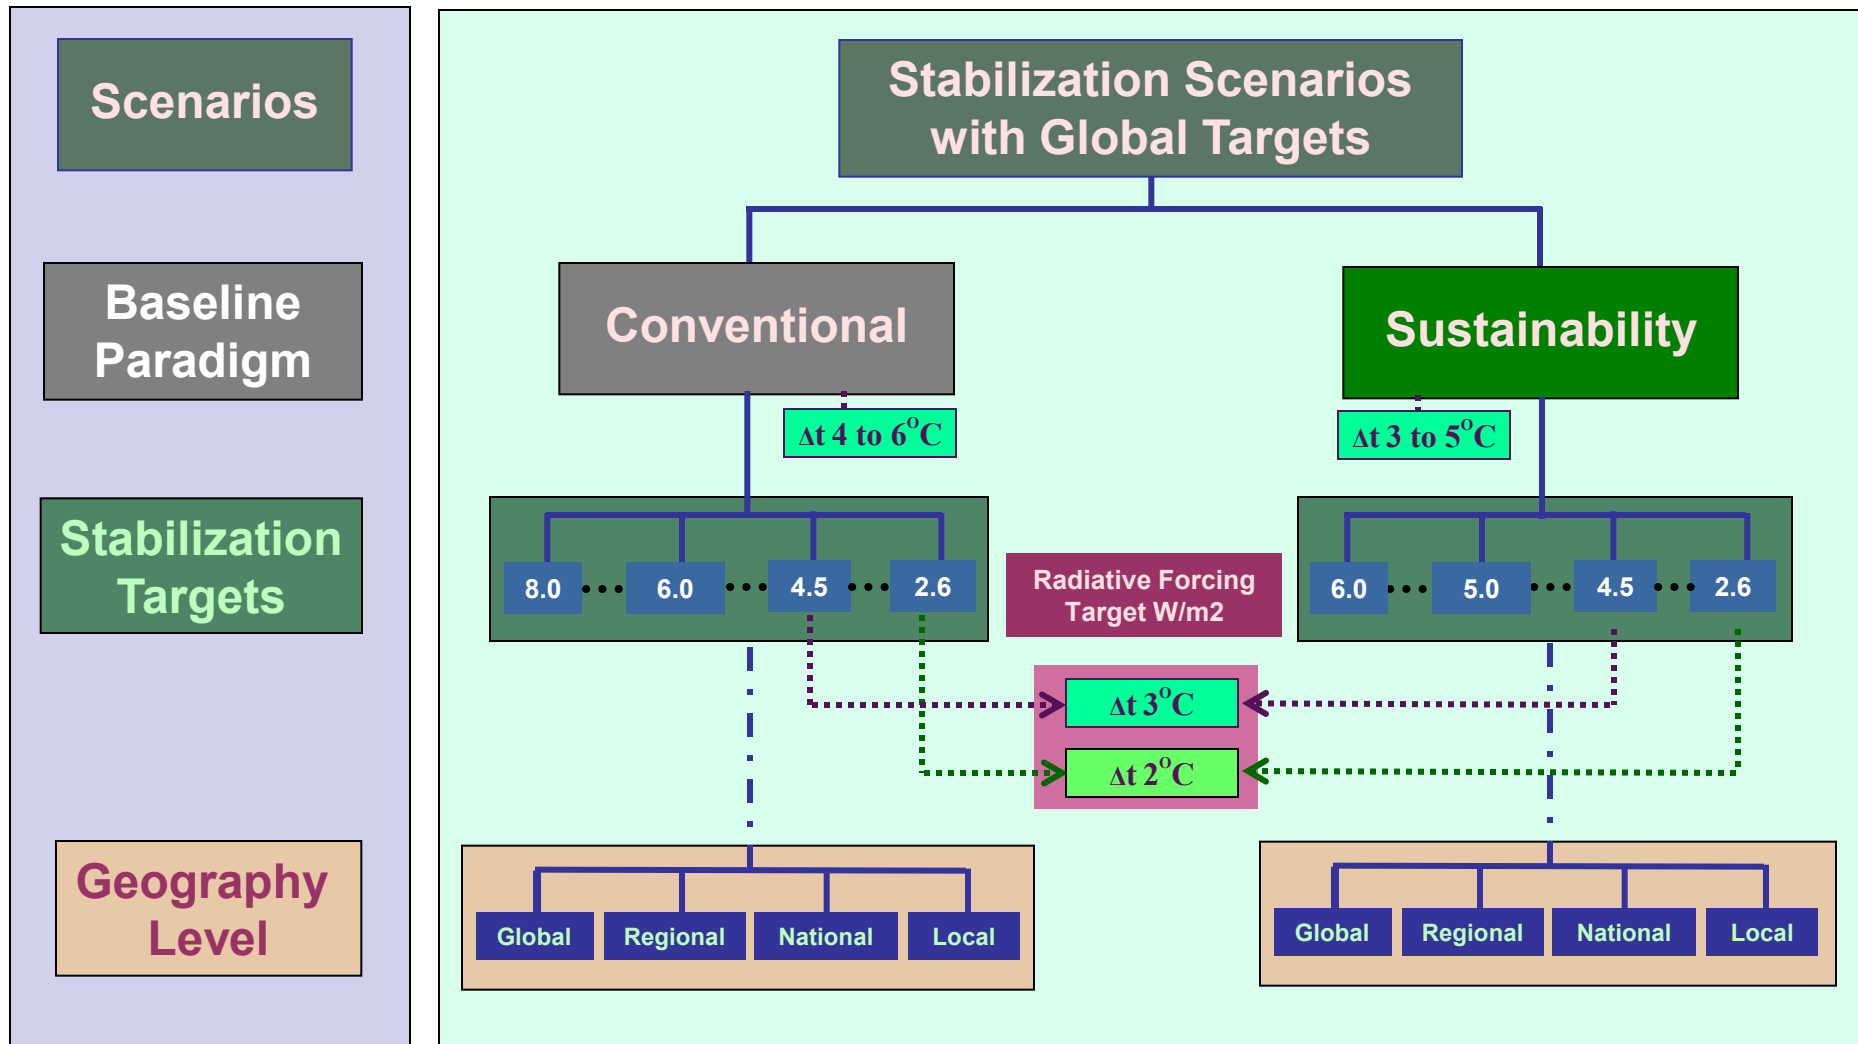 Scenarios
Baseline
Paradigm
Stabilization
Targets
Geography
Level
Stabilization Scenarios
with Global Targets
Conventional
Sustainability
Δt 4 to 6°C
Δt 3 to 5°C
8.0
6.0
4.5
2.6
Radiative Forcing
Target W/m2
6.0
5.0
4.5
2.6
Δt 3°C
Δt 2°C
Global
Regional
National
Local
Global
Regional
National
Local